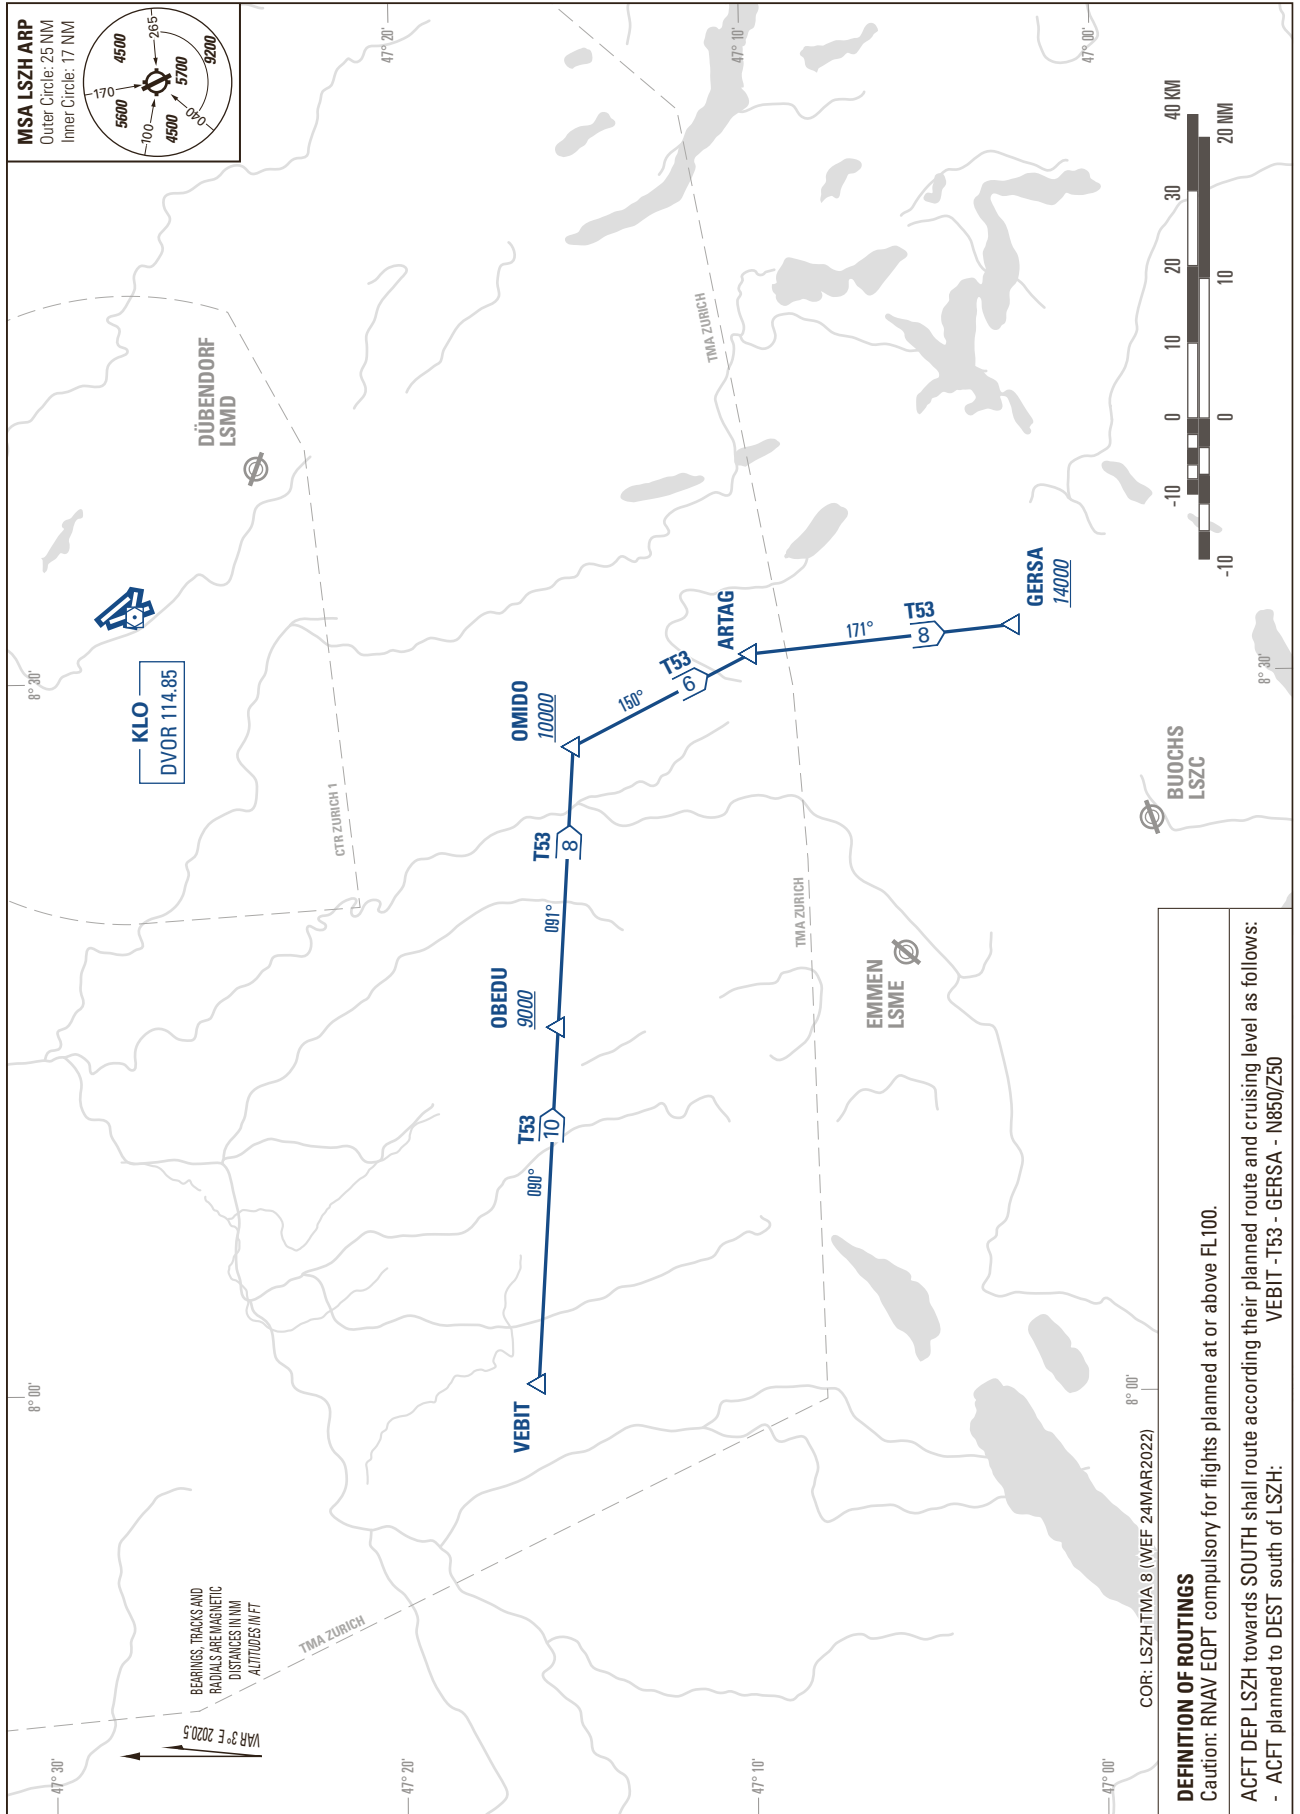 MSA LSZH ARP
Outer Circle: 25 NM
Inner Circle: 17 NM
170
4500
265
5600
5700
9200
100
4500
040
47° 30'
47° 20'
47° 10'
47° 00'
47° 20'
47° 10'
47° 00'
8° 00'
8° 30'
8° 00'
8° 30'
VAR 3° E 2020.5
BEARINGS, TRACKS AND
RADIALS ARE MAGNETIC
DISTANCES IN NM
ALTITUDES IN FT
TMA ZURICH
CTR ZURICH 1
TMA ZURICH
TMA ZURICH
KLO
DVOR 114.85
DÜBENDORF
LSMD
VEBIT
090°
T53
10
OBEDU
9000
091°
T53
8
OMIDO
10000
150°
T53
6
ARTAG
171°
T53
8
GERSA
14000
EMMEN
LSME
BUOCHS
LSZC
-10
0
10
20
30
40 KM
-10
0
10
20 NM
COR: LSZH TMA 8 (WEF 24MAR2022)
DEFINITION OF ROUTINGS
Caution: RNAV EQPT compulsory for flights planned at or above FL100.
ACFT DEP LSZH towards SOUTH shall route according their planned route and cruising level as follows:
- ACFT planned to DEST south of LSZH: VEBIT - T53 - GERSA - N850/Z50